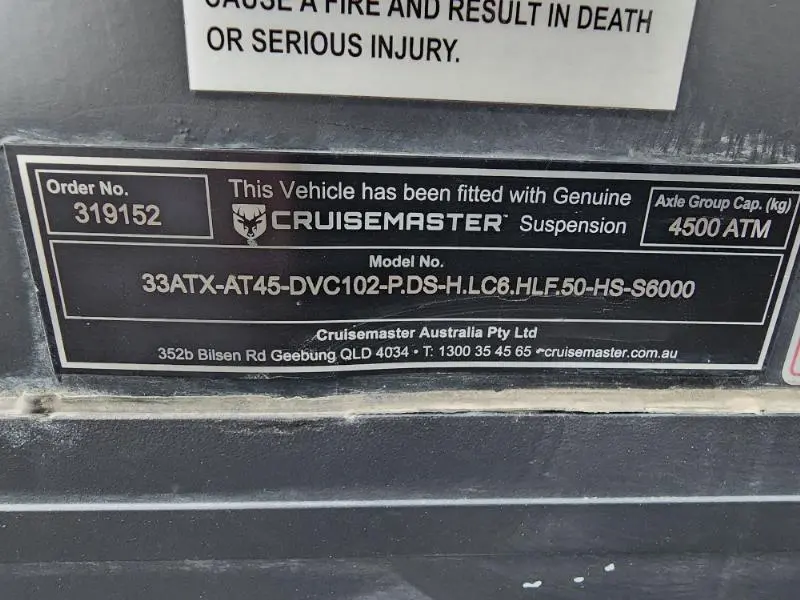 CAUSE A FIRE AND RESULT IN DEATH
OR SERIOUS INJURY.
Order No.
319152
This Vehicle has been fitted with Genuine
CRUISEMASTER™ Suspension
Axle Group Cap. (kg)
4500 ATM
Model No.
33ATX-AT45-DVC102-P.DS-H.LC6.HLF.50-HS-S6000
Cruisemaster Australia Pty Ltd
352b Bilsen Rd Geebung QLD 4034 • T: 1300 35 45 65 • cruisemaster.com.au